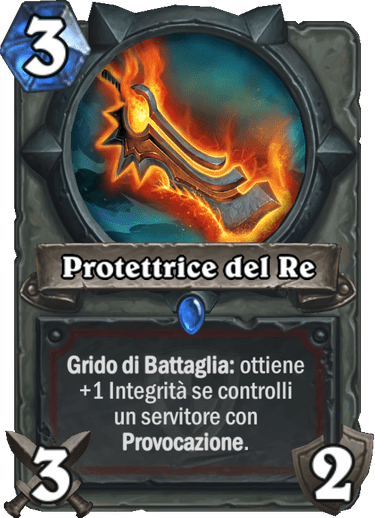 3
Protettrice del Re
Grido di Battaglia: ottiene
+1 Integrità se controlli
un servitore con
Provocazione.
3
2